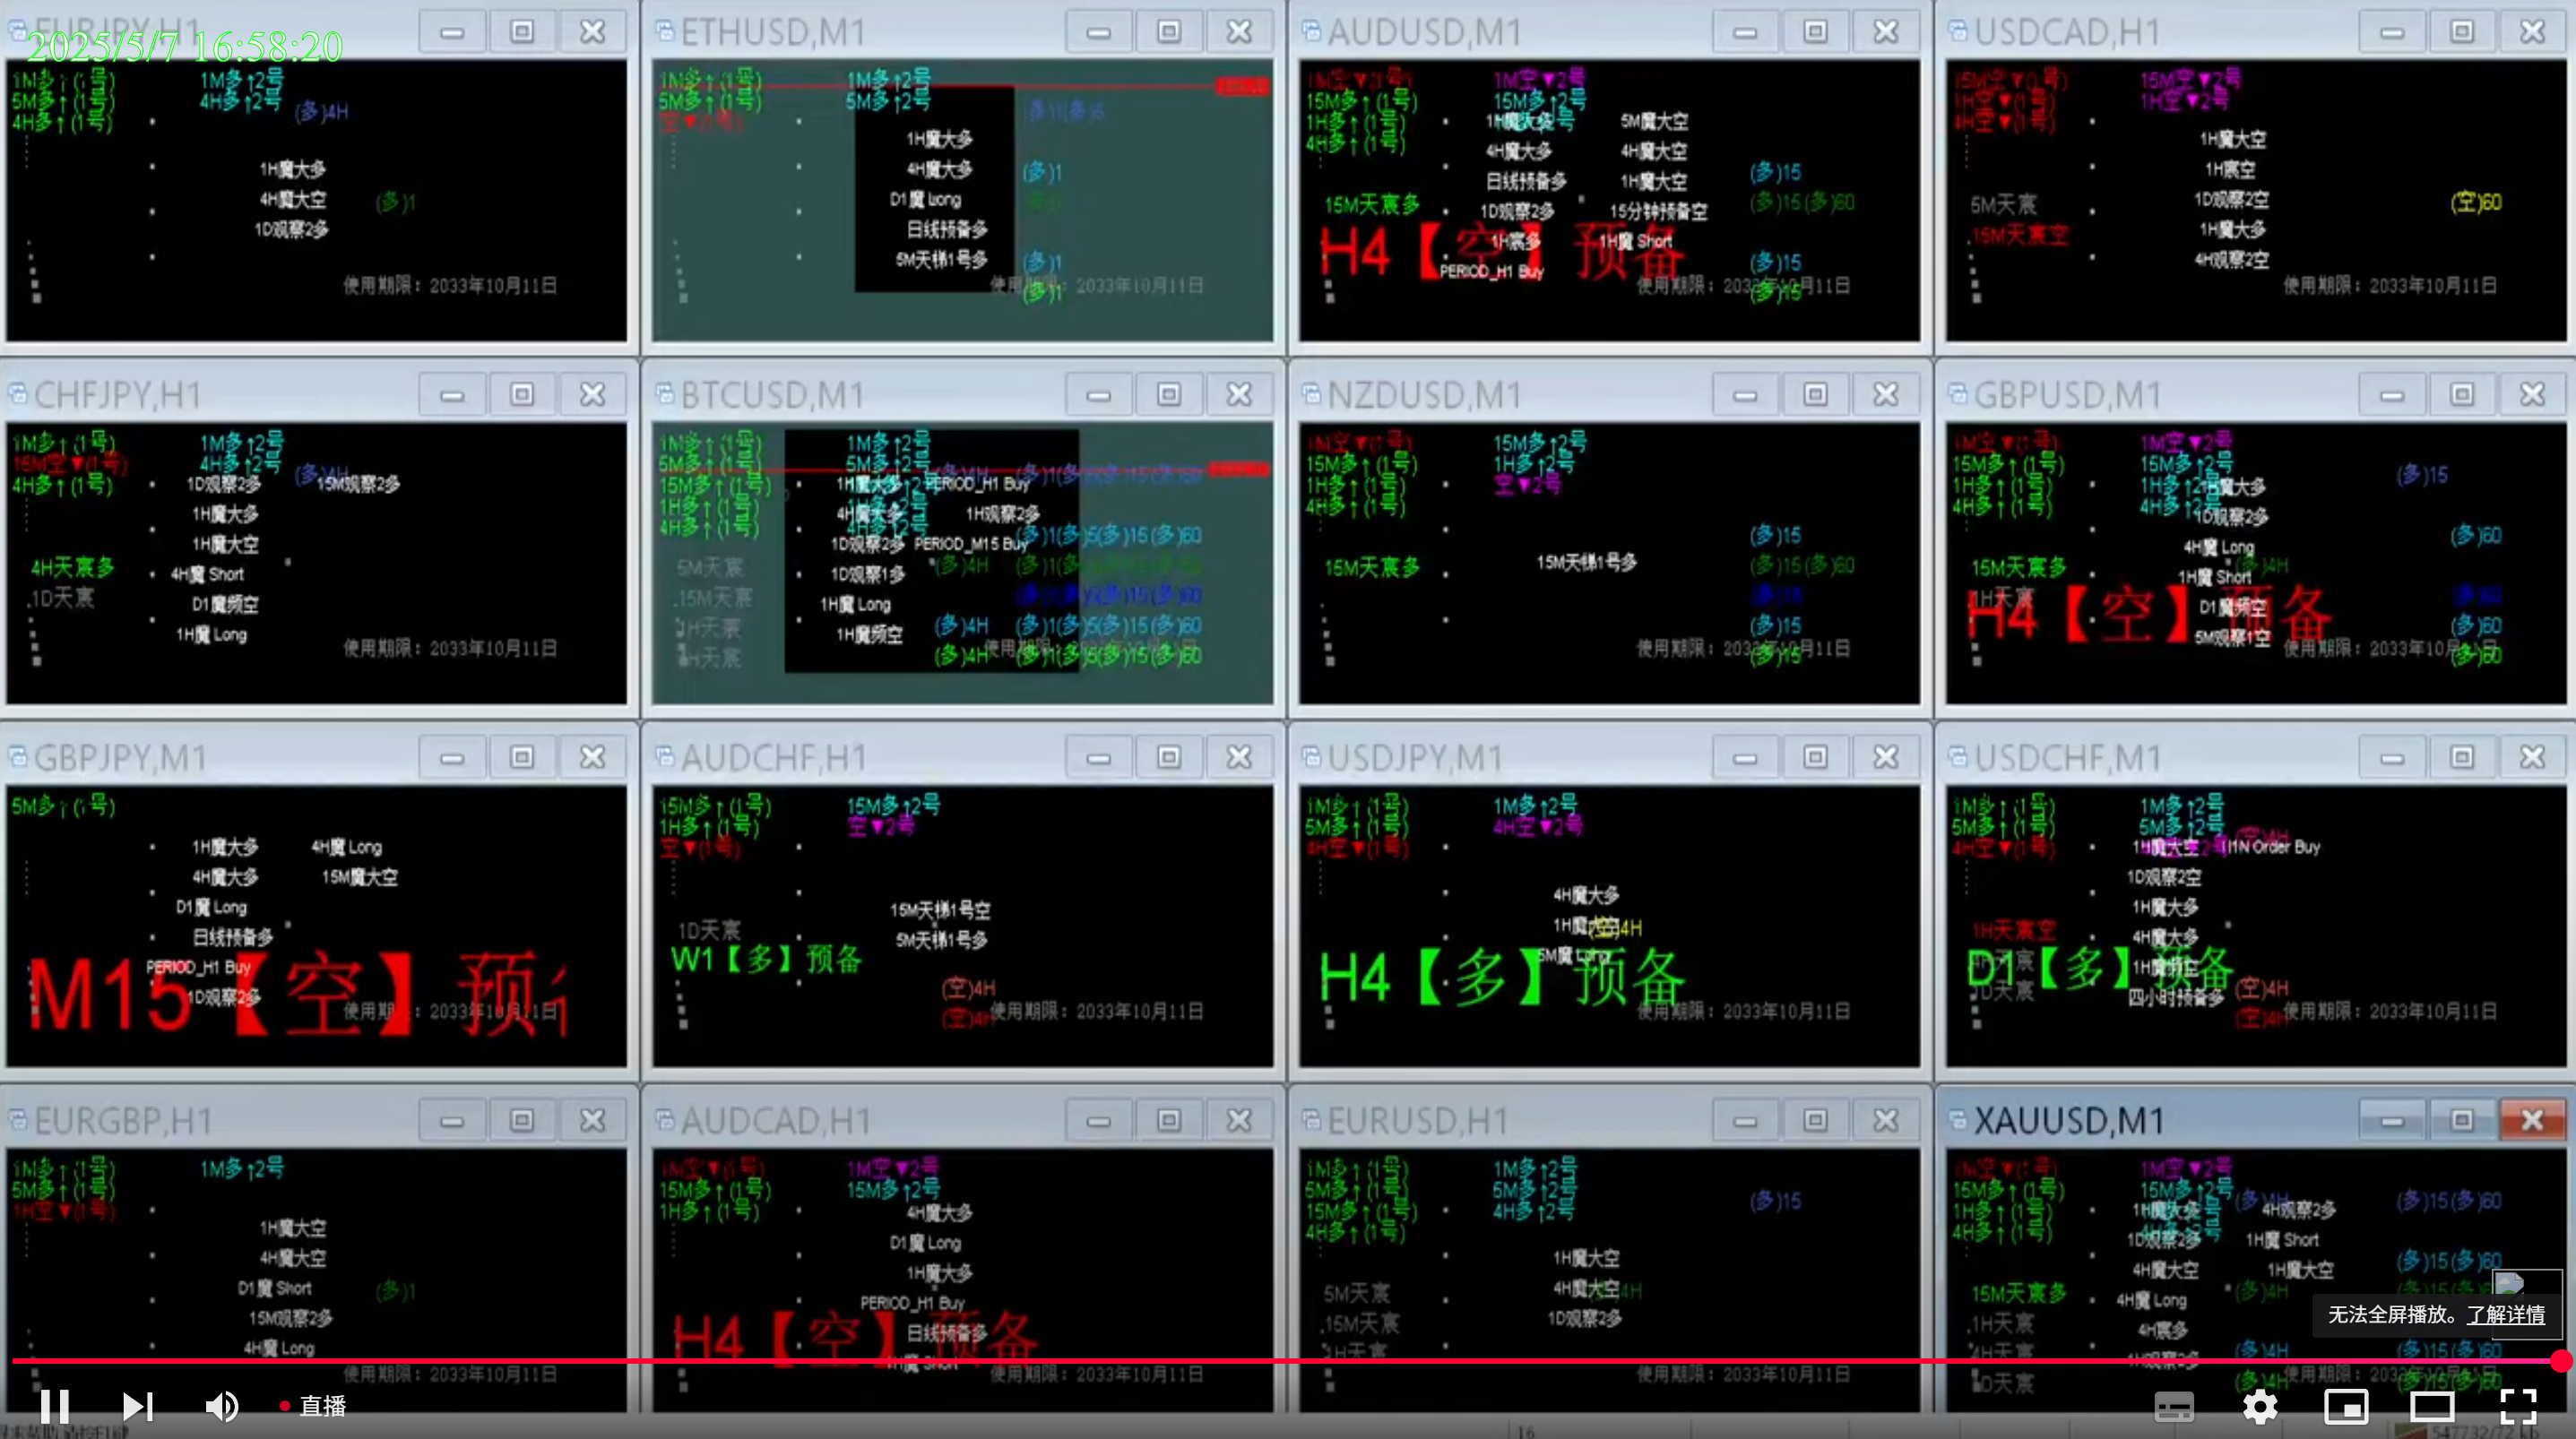 2025/5/7 16:58:20
EURJPY,H1
1M多↑(1号)
5M多↑(1号)
4H多↑(1号)
1M多↑2号
4H多↑2号
(多)4H
1H魔大多
4H魔大空
(多)1
1D观察2多
使用期限：2033年10月11日
ETHUSD,M1
1M多↑(1号)
5M多↑(1号)
空▼(1号)
1M多↑2号
5M多↑2号
1H魔大多
4H魔大多
(多)1
D1魔 Long
日线预备多
5M天梯1号多
(多)1
(多)1
使用期限：2033年10月11日
AUDUSD,M1
1M空▼(1号)
15M多↑(1号)
1H多↑(1号)
4H多↑(1号)
1M空▼2号
15M多↑2号
1H魔大多
5M魔大空
4H魔大多
4H魔大空
日线预备多
1H魔大空
(多)15
15M天宸多
1D观察2多
15分钟预备空
(多)15(多)60
H4【空】预备
1H宸多
1H魔 Short
(多)15
PERIOD_H1 Buy
(多)15
使用期限：2033年10月11日
USDCAD,H1
15M空▼(1号)
1H空▼(1号)
4H空▼(1号)
15M空▼2号
1H空▼2号
1H魔大空
1H宸空
5M天宸
1D观察2空
(空)60
15M天宸空
1H魔大多
4H观察2空
使用期限：2033年10月11日
CHFJPY,H1
1M多↑(1号)
15M空▼(1号)
4H多↑(1号)
1M多↑2号
4H多↑2号
(多)4H
1D观察2多
15M观察2多
1H魔大多
1H魔大空
4H天宸多
4H魔 Short
1D天宸
D1魔频空
1H魔 Long
使用期限：2033年10月11日
BTCUSD,M1
1M多↑(1号)
5M多↑(1号)
15M多↑(1号)
1H多↑(1号)
4H多↑(1号)
1M多↑2号
5M多↑2号
1H魔大多
PERIOD_H1 Buy
4H魔大多
1H观察2多
1D观察2多
PERIOD_M15 Buy
(多)1(多)5(多)15(多)60
5M天宸
1D观察1多
(多)4H
15M天宸
1H魔 Long
1H天宸
1H魔频空
(多)4H
(多)1(多)5(多)15(多)60
4H天宸
(多)4H
(多)1(多)5(多)15(多)60
NZDUSD,M1
1M空▼(1号)
15M多↑(1号)
1H多↑(1号)
4H多↑(1号)
15M多↑2号
1H多↑2号
空▼2号
(多)15
15M天宸多
15M天梯1号多
(多)15(多)60
(多)15
(多)15
(多)15
使用期限：2033年10月11日
GBPUSD,M1
1M空▼(1号)
15M多↑(1号)
1H多↑(1号)
4H多↑(1号)
1M空▼2号
15M多↑2号
1H多↑2号
4H多↑2号
(多)15
1H魔大多
1D观察2多
(多)60
4H魔 Long
15M天宸多
(多)4H
1H魔 Short
1H天宸
H4【空】预备
D1魔频空
(多)60
5M观察1空
(多)60
使用期限：2033年10月11日
GBPJPY,M1
5M多↑(1号)
1H魔大多
4H魔 Long
4H魔大多
15M魔大空
D1魔 Long
日线预备多
PERIOD_H1 Buy
M15【空】预
1D观察2多
使用期限：2033年10月11日
AUDCHF,H1
15M多↑(1号)
1H多↑(1号)
空▼(1号)
15M多↑2号
空▼2号
15M天梯1号空
1D天宸
5M天梯1号多
W1【多】预备
(空)4H
(空)4H
使用期限：2033年10月11日
USDJPY,M1
1M多↑(1号)
5M多↑(1号)
4H空▼(1号)
1M多↑2号
4H空▼2号
4H魔大多
1H魔大空
(空)4H
5M魔 Long
H4【多】预备
使用期限：2033年10月11日
USDCHF,M1
1M多↑(1号)
5M多↑(1号)
4H空▼(1号)
1M多↑2号
5M多↑2号
(空)4H
1H魔大空
Order Buy
1D观察2空
1H魔大多
1H天宸空
4H魔大多
D1【多】预备
1H魔频空
1D天宸
四小时预备多
(空)4H
(空)4H
使用期限：2033年10月11日
EURGBP,H1
1M多↑(1号)
5M多↑(1号)
1H空▼(1号)
1M多↑2号
1H魔大空
4H魔大空
D1魔 Short
(多)1
15M观察2多
4H魔 Long
使用期限：2033年10月11日
AUDCAD,H1
1M空▼(1号)
15M多↑(1号)
1H多↑(1号)
1M空▼2号
15M多↑2号
4H魔大多
D1魔 Long
1H魔大多
PERIOD_H1 Buy
H4【空】预备
日线预备多
1H魔 Short
使用期限：2033年10月11日
EURUSD,H1
1M多↑(1号)
5M多↑(1号)
15M多↑(1号)
4H多↑(1号)
1M多↑2号
5M多↑2号
4H多↑2号
(多)15
1H魔大空
4H魔大空
5M天宸
1D观察2多
15M天宸
1H天宸
使用期限：2033年10月11日
XAUUSD,M1
1M空▼(1号)
15M多↑(1号)
1H多↑(1号)
4H多↑(1号)
1M空▼2号
15M多↑2号
(多)4H
(多)15(多)60
1H魔大多
4H观察2多
1D观察2多
1H魔 Short
4H魔大空
1H魔大空
(多)15(多)60
15M天宸多
4H魔 Long
(多)4H
1H天宸
4H宸多
4H天宸
4H观察2空
(多)4H
(多)15(多)60
1D天宸
(多)4H
使用期限：2033年10月11日
无法全屏播放。了解详情
直播
16
547732/72 kb